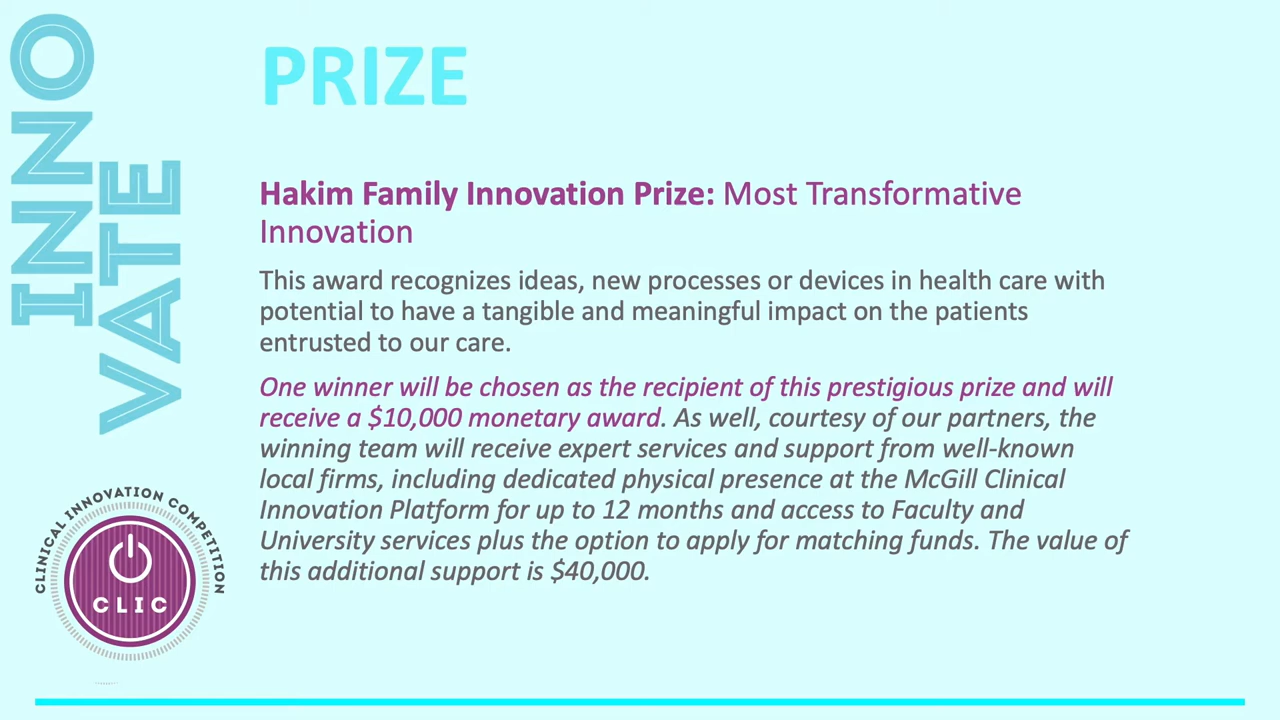 INNO
VATE
PRIZE
Hakim Family Innovation Prize: Most Transformative
Innovation
This award recognizes ideas, new processes or devices in health care with
potential to have a tangible and meaningful impact on the patients
entrusted to our care.
One winner will be chosen as the recipient of this prestigious prize and will
receive a $10,000 monetary award. As well, courtesy of our partners, the
winning team will receive expert services and support from well-known
local firms, including dedicated physical presence at the McGill Clinical
Innovation Platform for up to 12 months and access to Faculty and
University services plus the option to apply for matching funds. The value of
this additional support is $40,000.
CLINICAL INNOVATION COMPETITION
CLIC